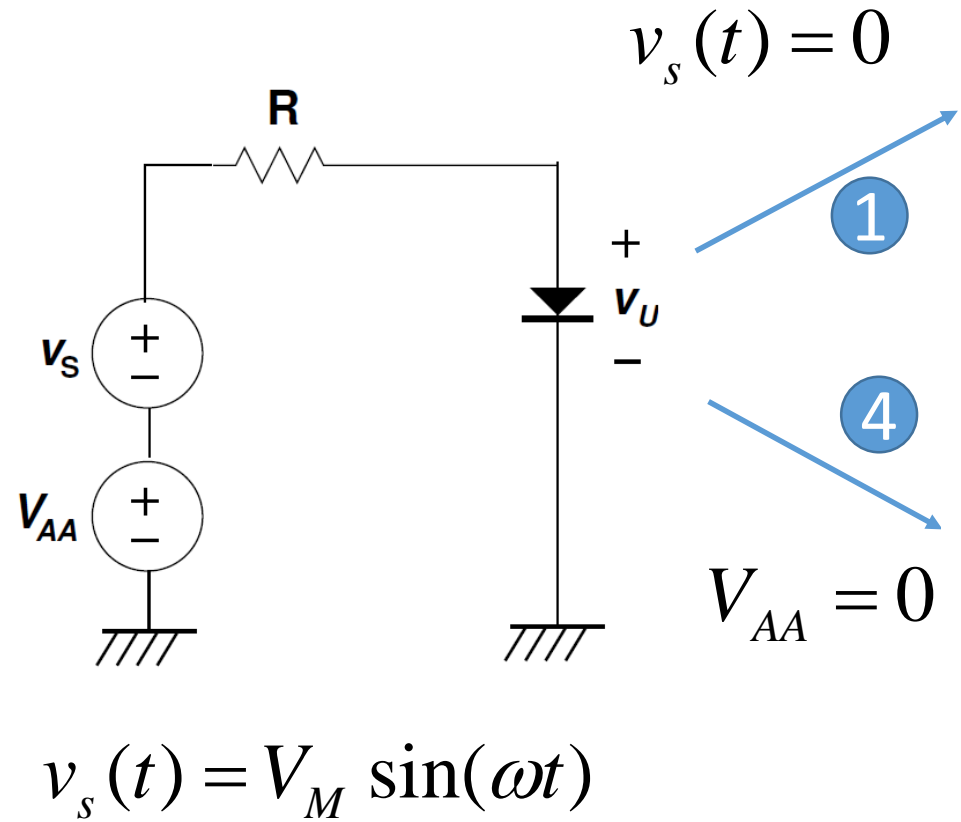 v_s(t) = 0
R
1
+
v_U
−
+
v_S
−
4
+
V_AA
−
V_AA = 0
v_s(t) = V_M sin(ωt)